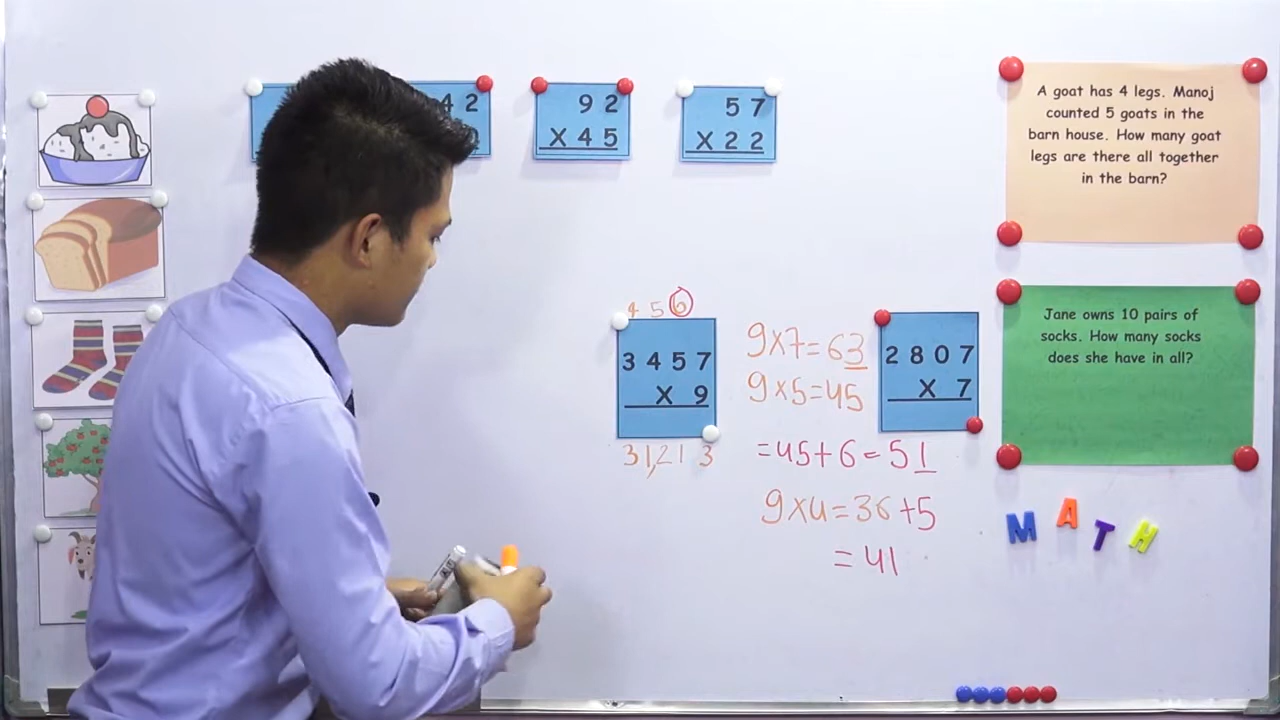 4 2
9 2
X 4 5
5 7
X 2 2
A goat has 4 legs. Manoj
counted 5 goats in the
barn house. How many goat
legs are there all together
in the barn?
4 5 6
3 4 5 7
X 9
31,213
9x7=63
9x5=45
=45+6=51
9x4=36+5
=41
2 8 0 7
X 7
Jane owns 10 pairs of
socks. How many socks
does she have in all?
MATH